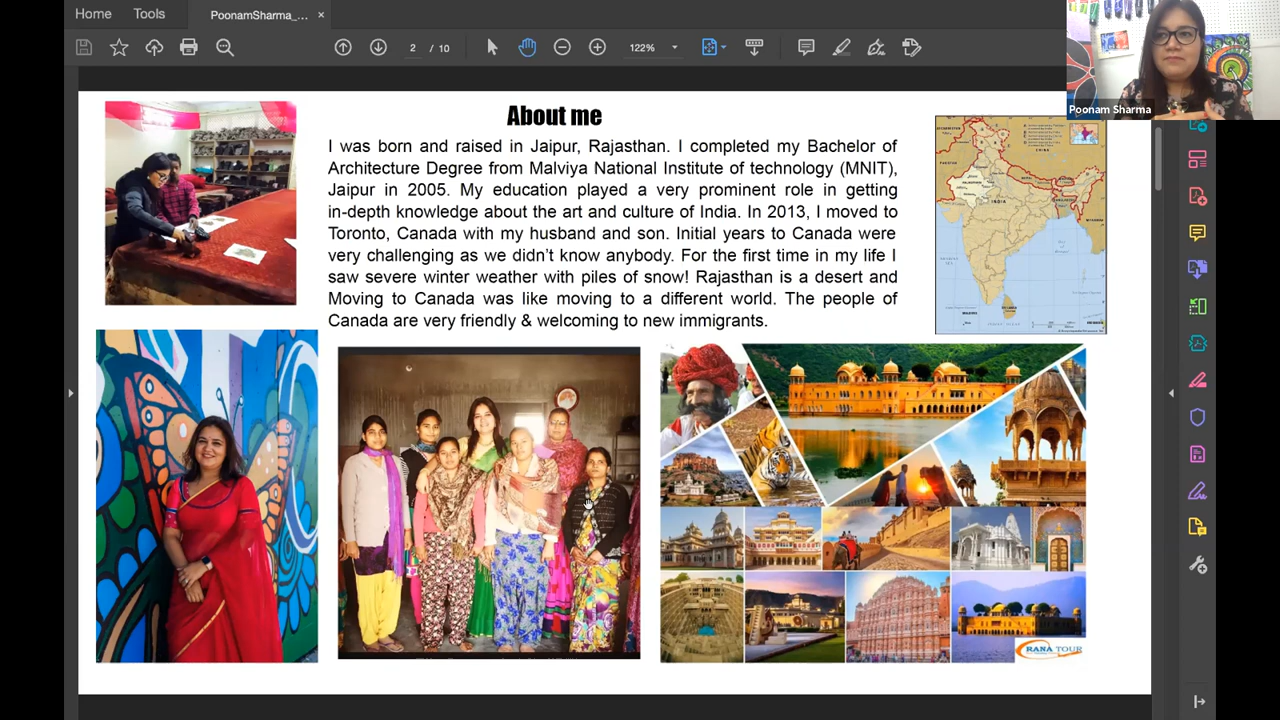 Home Tools PoonamSharma_... ×
2 / 10 122%
Poonam Sharma
About me
I was born and raised in Jaipur, Rajasthan. I completed my Bachelor of
Architecture Degree from Malviya National Institute of technology (MNIT),
Jaipur in 2005. My education played a very prominent role in getting
in-depth knowledge about the art and culture of India. In 2013, I moved to
Toronto, Canada with my husband and son. Initial years to Canada were
very challenging as we didn't know anybody. For the first time in my life I
saw severe winter weather with piles of snow! Rajasthan is a desert and
Moving to Canada was like moving to a different world. The people of
Canada are very friendly & welcoming to new immigrants.
CHINA
INDIA
RANA TOUR